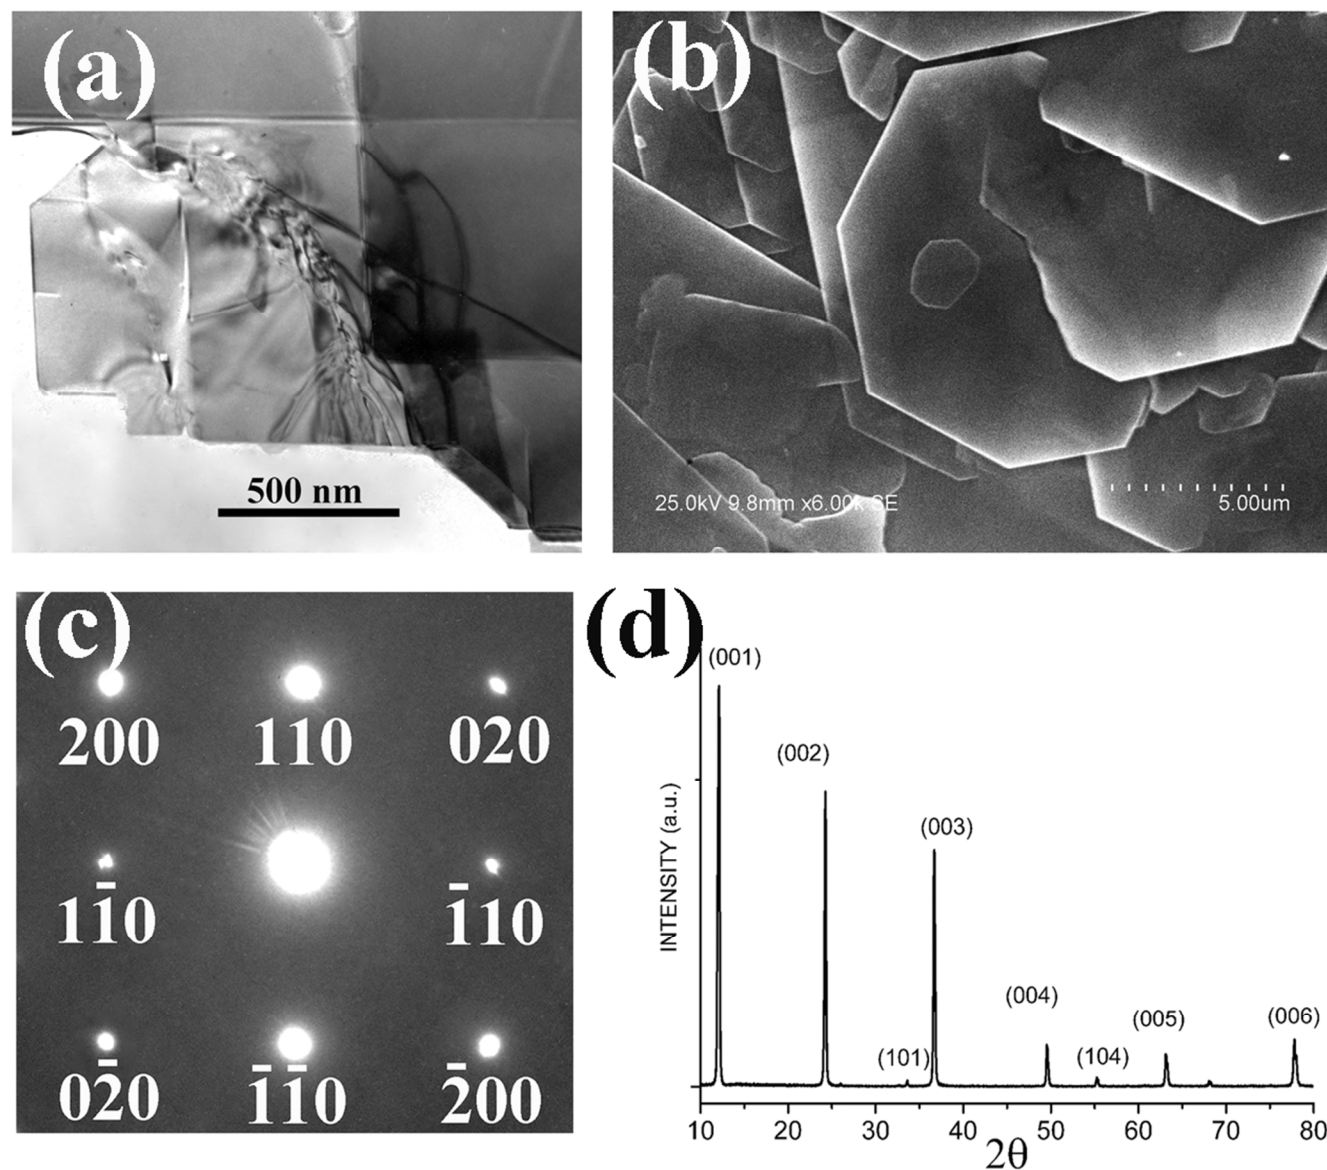 (a)
500 nm
(b)
25.0kV 9.8mm x6.00k SE
5.00um
(c)
200 110 020
11̄0 1̄10
02̄0 1̄1̄0 2̄00
(d)
(001)
(002)
(003)
(004)
(005)
(006)
(101)
(104)
INTENSITY (a.u.)
10 20 30 40 50 60 70 80
2θ